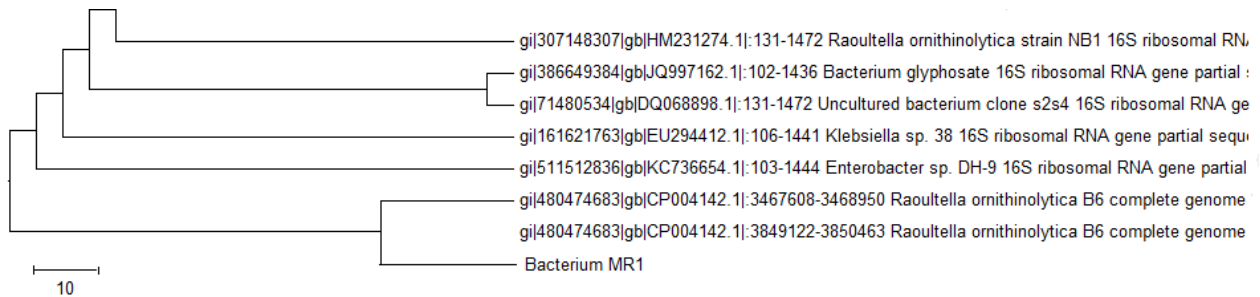 gi|307148307|gb|HM231274.1|:131-1472 Raoultella ornithinolytica strain NB1 16S ribosomal RNA
gi|386649384|gb|JQ997162.1|:102-1436 Bacterium glyphosate 16S ribosomal RNA gene partial s
gi|71480534|gb|DQ068898.1|:131-1472 Uncultured bacterium clone s2s4 16S ribosomal RNA ge
gi|161621763|gb|EU294412.1|:106-1441 Klebsiella sp. 38 16S ribosomal RNA gene partial sequ
gi|511512836|gb|KC736654.1|:103-1444 Enterobacter sp. DH-9 16S ribosomal RNA gene partial
gi|480474683|gb|CP004142.1|:3467608-3468950 Raoultella ornithinolytica B6 complete genome
gi|480474683|gb|CP004142.1|:3849122-3850463 Raoultella ornithinolytica B6 complete genome
Bacterium MR1
10